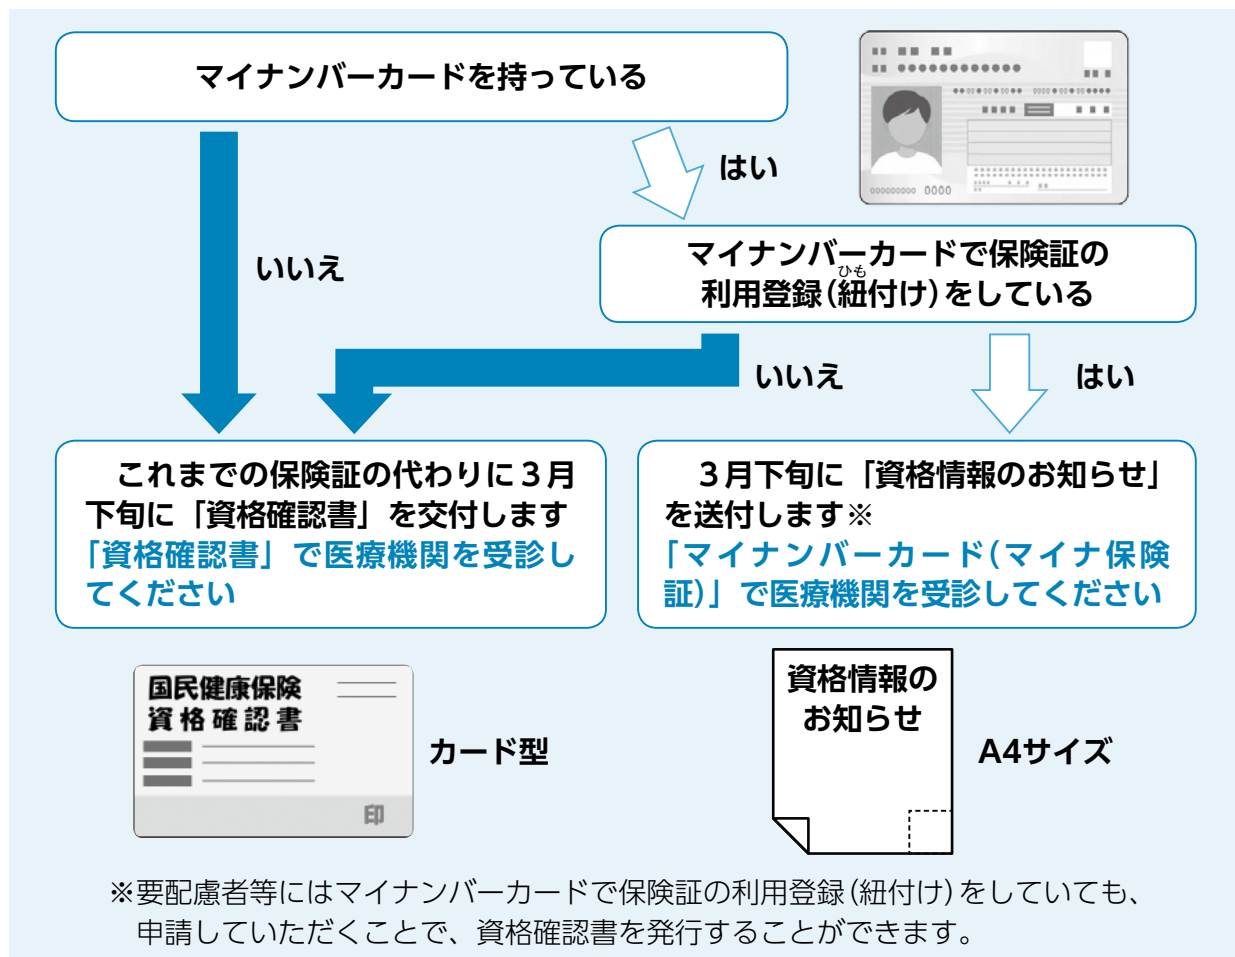 マイナンバーカードを持っている
はい
いいえ
マイナンバーカードで保険証の
ひも
利用登録(紐付け)をしている
いいえ
はい
これまでの保険証の代わりに3月
下旬に「資格確認書」を交付します
「資格確認書」で医療機関を受診し
てください
3月下旬に「資格情報のお知らせ」
を送付します※
「マイナンバーカード(マイナ保険
証)」で医療機関を受診してください
国民健康保険
資格確認書
印
カード型
資格情報の
お知らせ
A4サイズ
※要配慮者等にはマイナンバーカードで保険証の利用登録(紐付け)をしていても、
申請していただくことで、資格確認書を発行することができます。